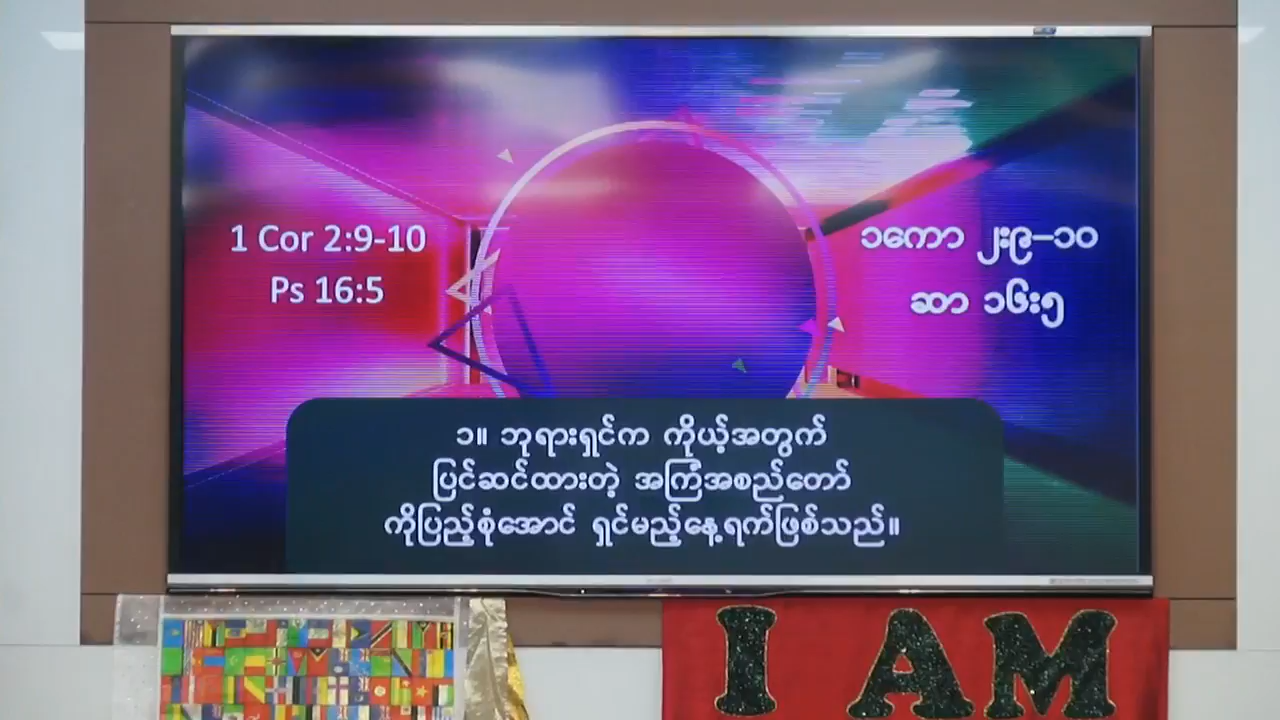 1 Cor 2:9-10
Ps 16:5
၁ကော ၂း၉–၁၀
ဆာ ၁၆း၅
၁။ ဘုရားရှင်က ကိုယ့်အတွက်
ပြင်ဆင်ထားတဲ့ အကြံအစည်တော်
ကိုပြည့်စုံအောင် ရှင်မည့်နေ့ရက်ဖြစ်သည်။
I AM